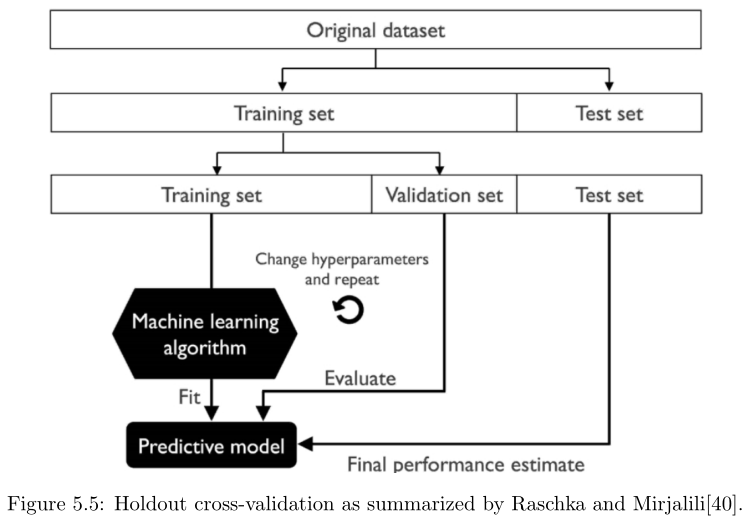 Original dataset
Training set
Test set
Training set
Validation set
Test set
Change hyperparameters
and repeat
Machine learning
algorithm
Evaluate
Fit
Predictive model
Final performance estimate
Figure 5.5: Holdout cross-validation as summarized by Raschka and Mirjalili[40].